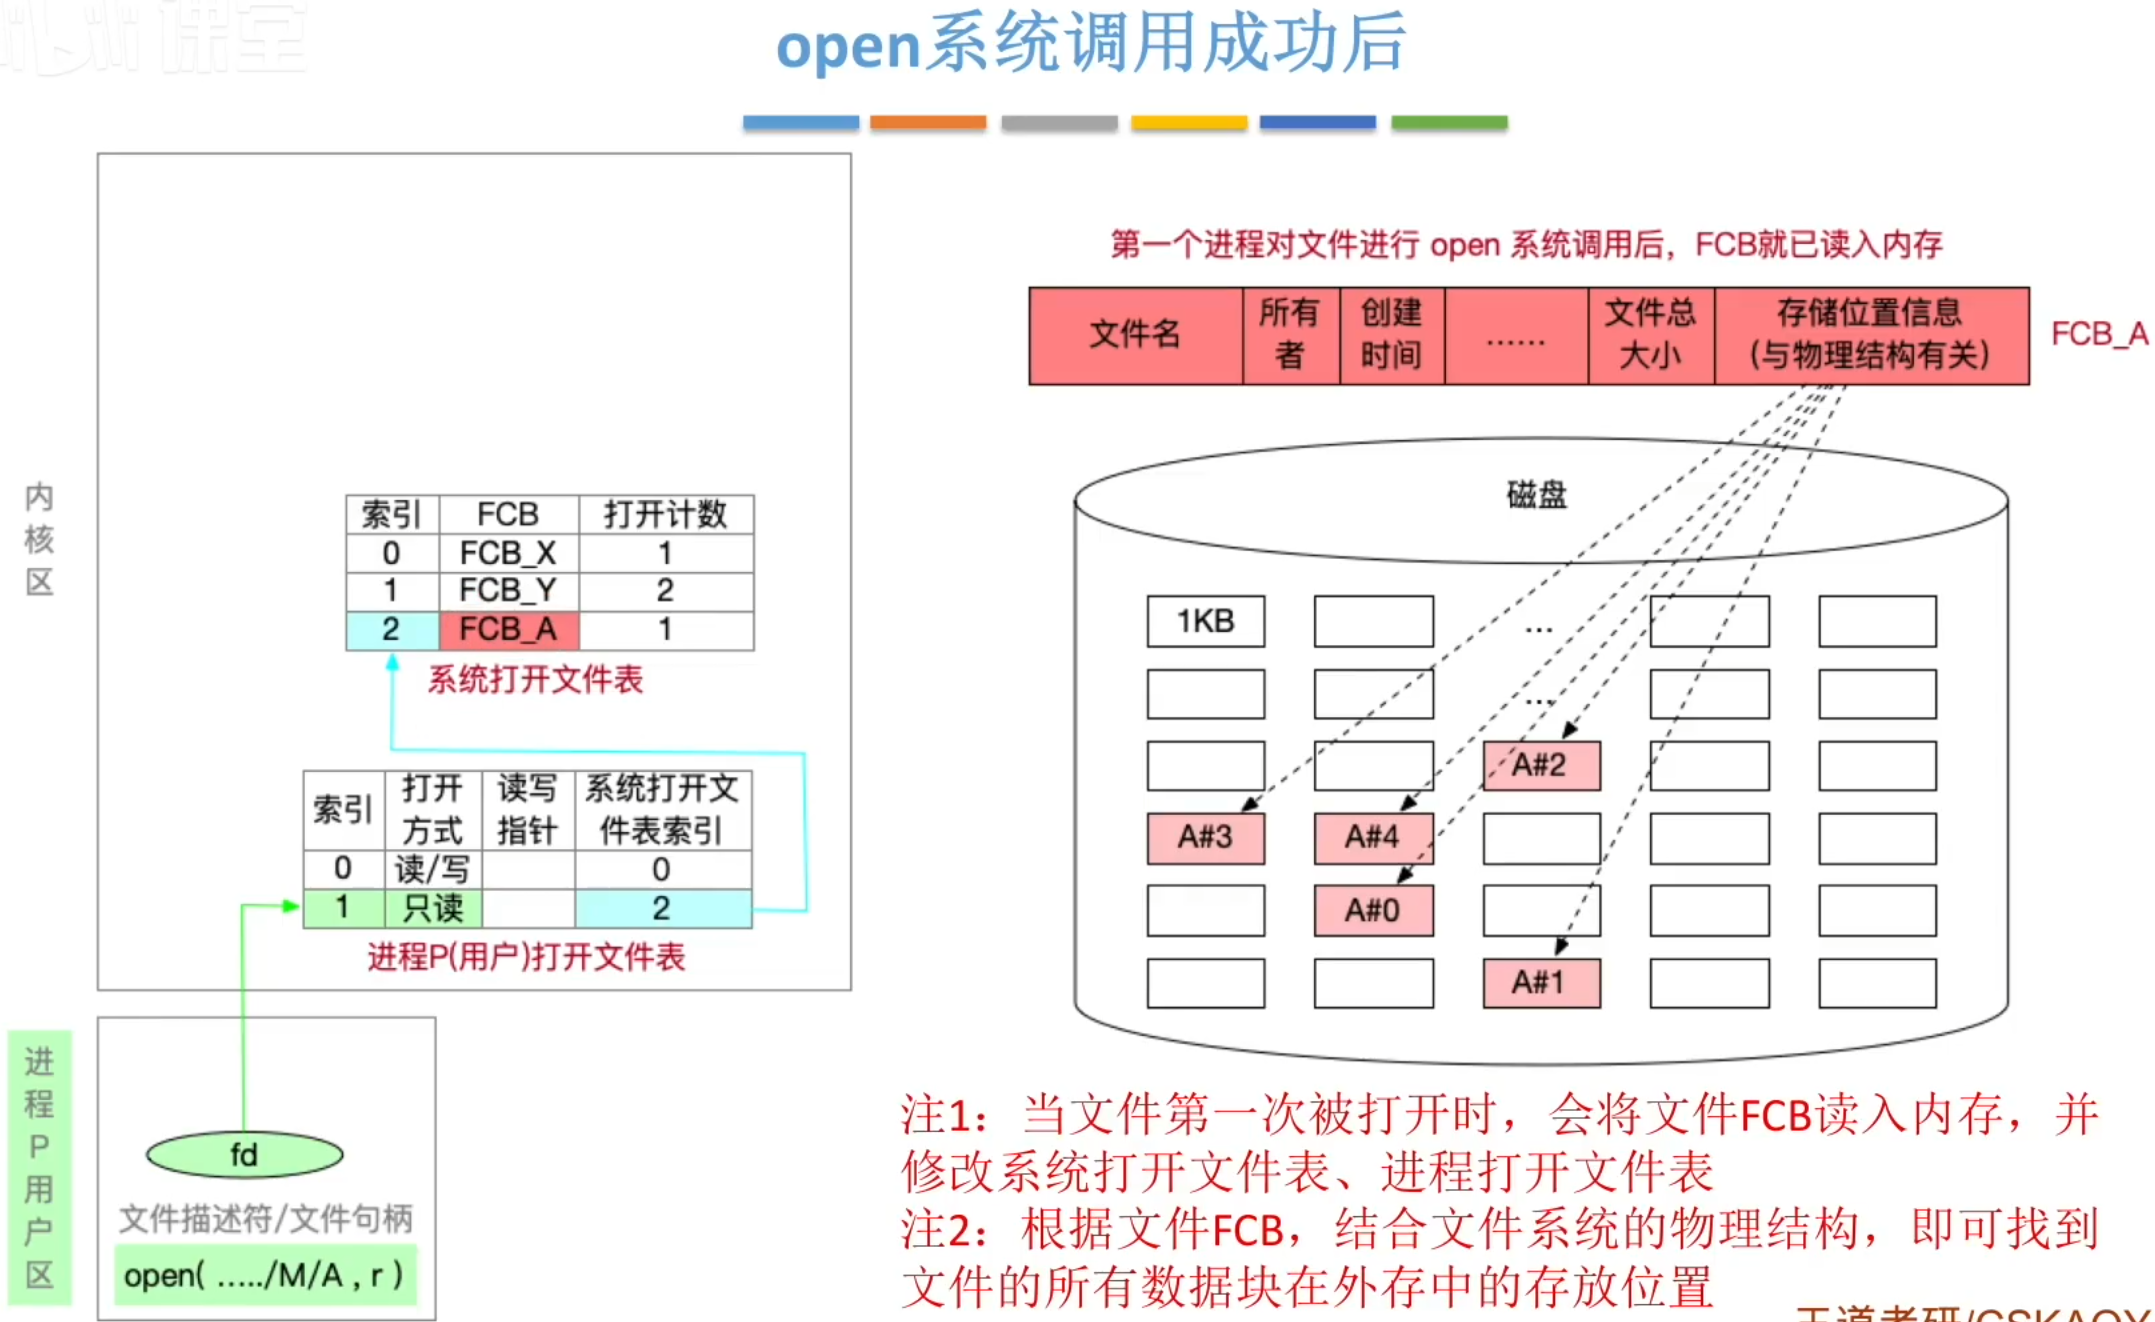 课堂
open系统调用成功后
第一个进程对文件进行 open 系统调用后，FCB就已读入内存
文件名 所有者 创建时间 …… 文件总大小 存储位置信息（与物理结构有关） FCB_A
磁盘
1KB ...
...
A#2
A#3 A#4
A#0
A#1
内核区
索引 FCB 打开计数
0 FCB_X 1
1 FCB_Y 2
2 FCB_A 1
系统打开文件表
索引 打开方式 读写指针 系统打开文件表索引
0 读/写 0
1 只读 2
进程P(用户)打开文件表
进程P用户区
fd
文件描述符/文件句柄
open( ...../M/A , r )
注1：当文件第一次被打开时，会将文件FCB读入内存，并
修改系统打开文件表、进程打开文件表
注2：根据文件FCB，结合文件系统的物理结构，即可找到
文件的所有数据块在外存中的存放位置
王道考研/CSKAOY